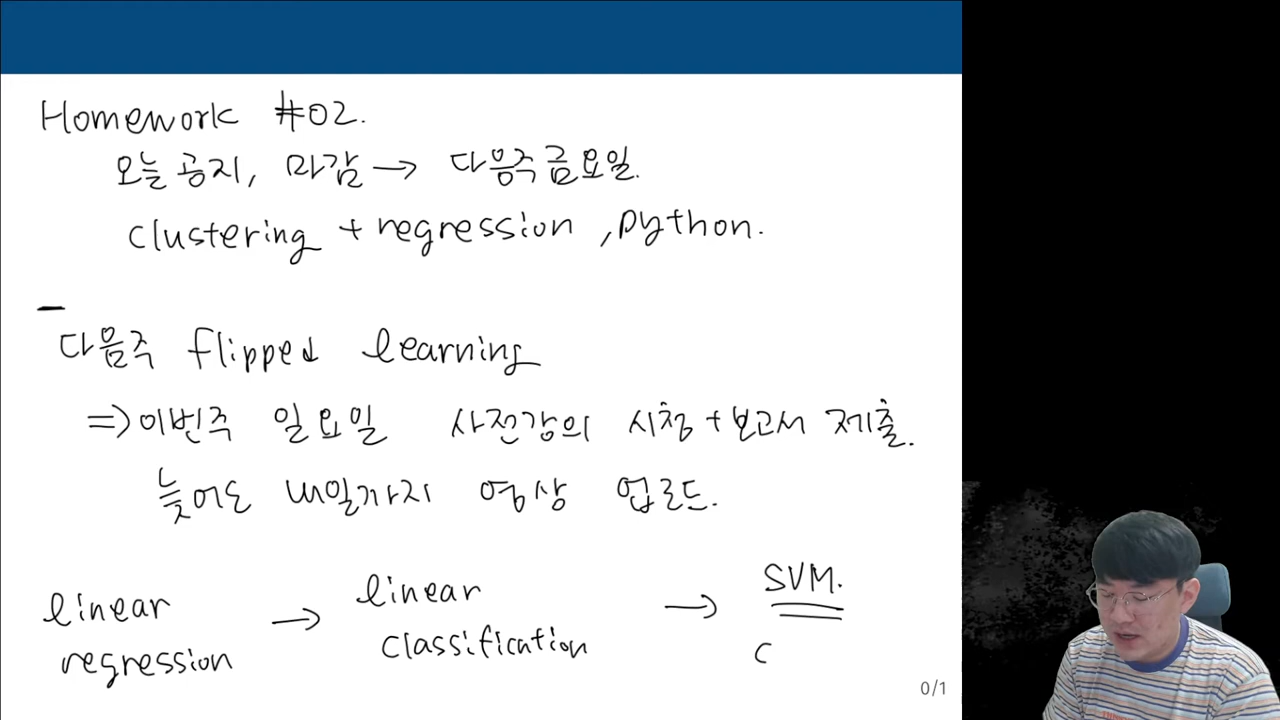 Homework #02.
오늘 공지, 마감 → 다음주 금요일.
clustering + regression, python.
다음주 flipped learning
⇒ 이번주 일요일 사전강의 시청 + 보고서 제출.
늦어도 내일까지 영상 업로드.
linear regression → linear classification → SVM.
C
0/1